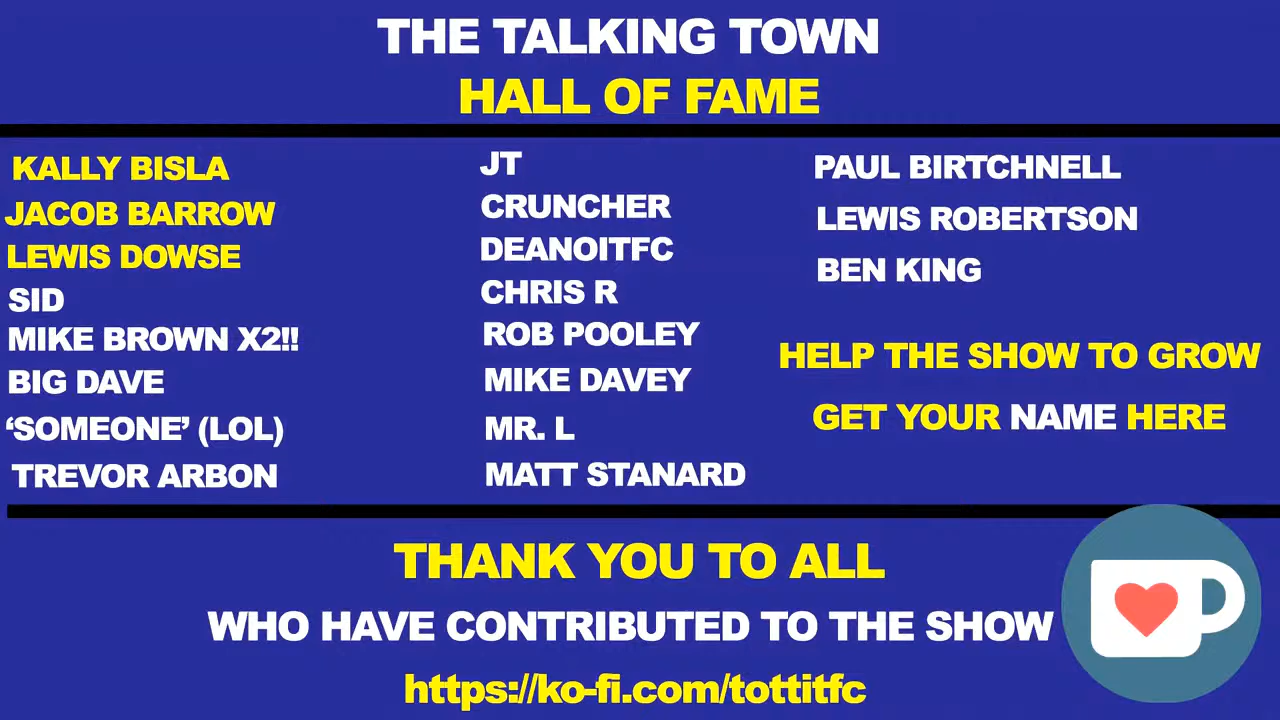 THE TALKING TOWN
HALL OF FAME
KALLY BISLA
JACOB BARROW
LEWIS DOWSE
SID
MIKE BROWN X2!!
BIG DAVE
‘SOMEONE’ (LOL)
TREVOR ARBON
JT
CRUNCHER
DEANOITFC
CHRIS R
ROB POOLEY
MIKE DAVEY
MR. L
MATT STANARD
PAUL BIRTCHNELL
LEWIS ROBERTSON
BEN KING
HELP THE SHOW TO GROW
GET YOUR NAME HERE
THANK YOU TO ALL
WHO HAVE CONTRIBUTED TO THE SHOW
https://ko-fi.com/tottitfc